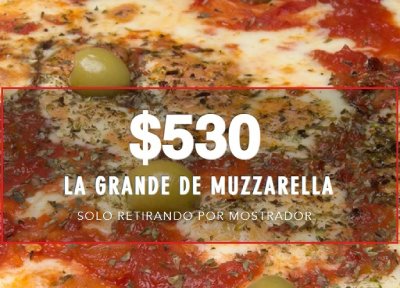 $530
LA GRANDE DE MUZZARELLA
SOLO RETIRANDO POR MOSTRADOR.